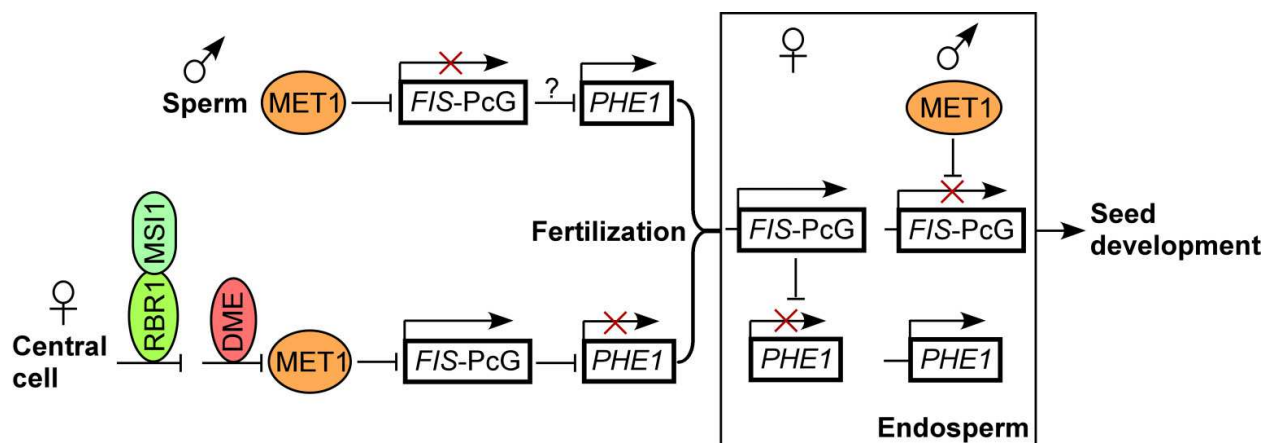 Sperm
MET1
FIS-PcG
?
PHE1
MET1
Fertilization
FIS-PcG
FIS-PcG
Seed
development
MSI1
RBR1
DME
Central
cell
MET1
FIS-PcG
PHE1
PHE1
PHE1
Endosperm